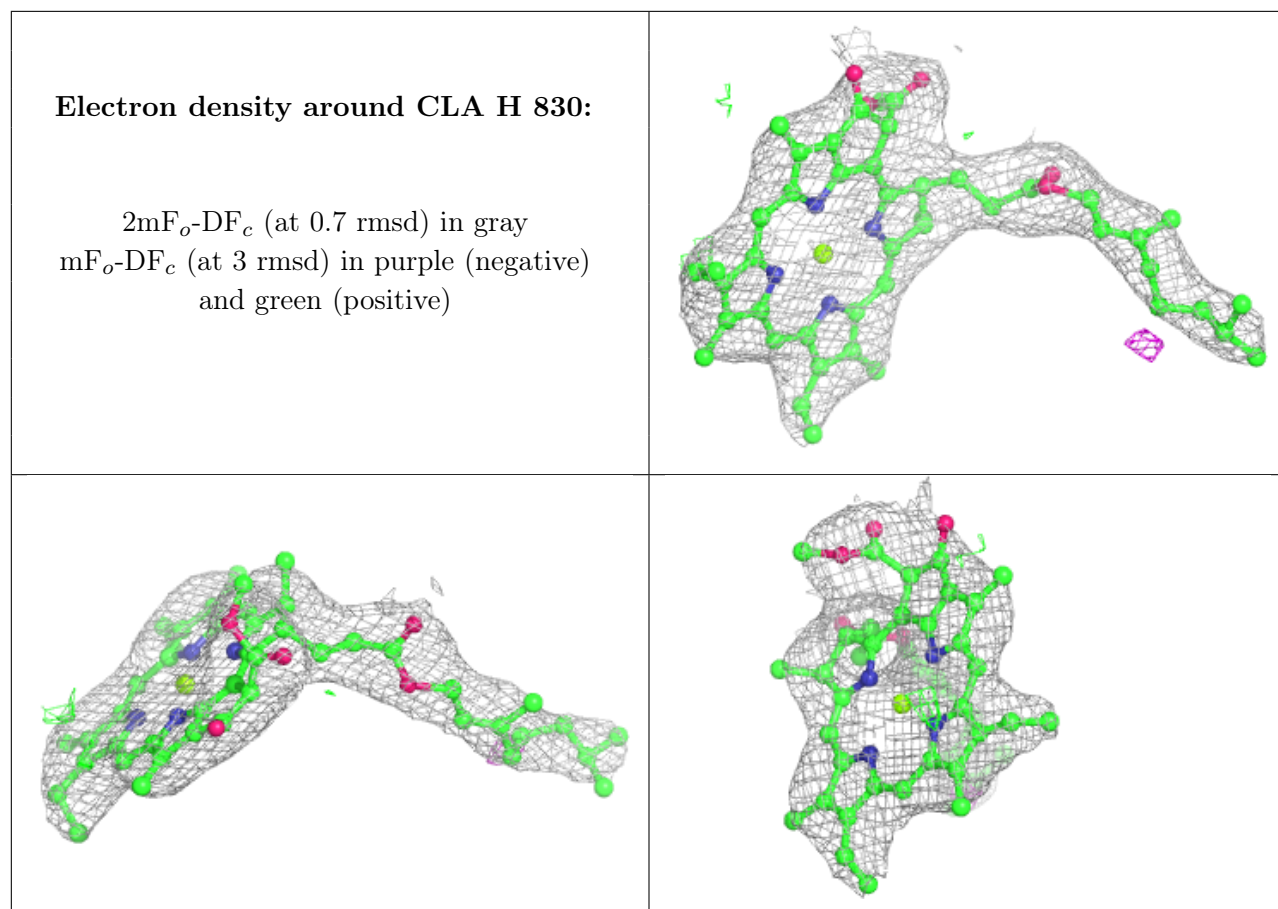 Electron density around CLA H 830:
2mFo-DFc (at 0.7 rmsd) in gray
mFo-DFc (at 3 rmsd) in purple (negative)
and green (positive)